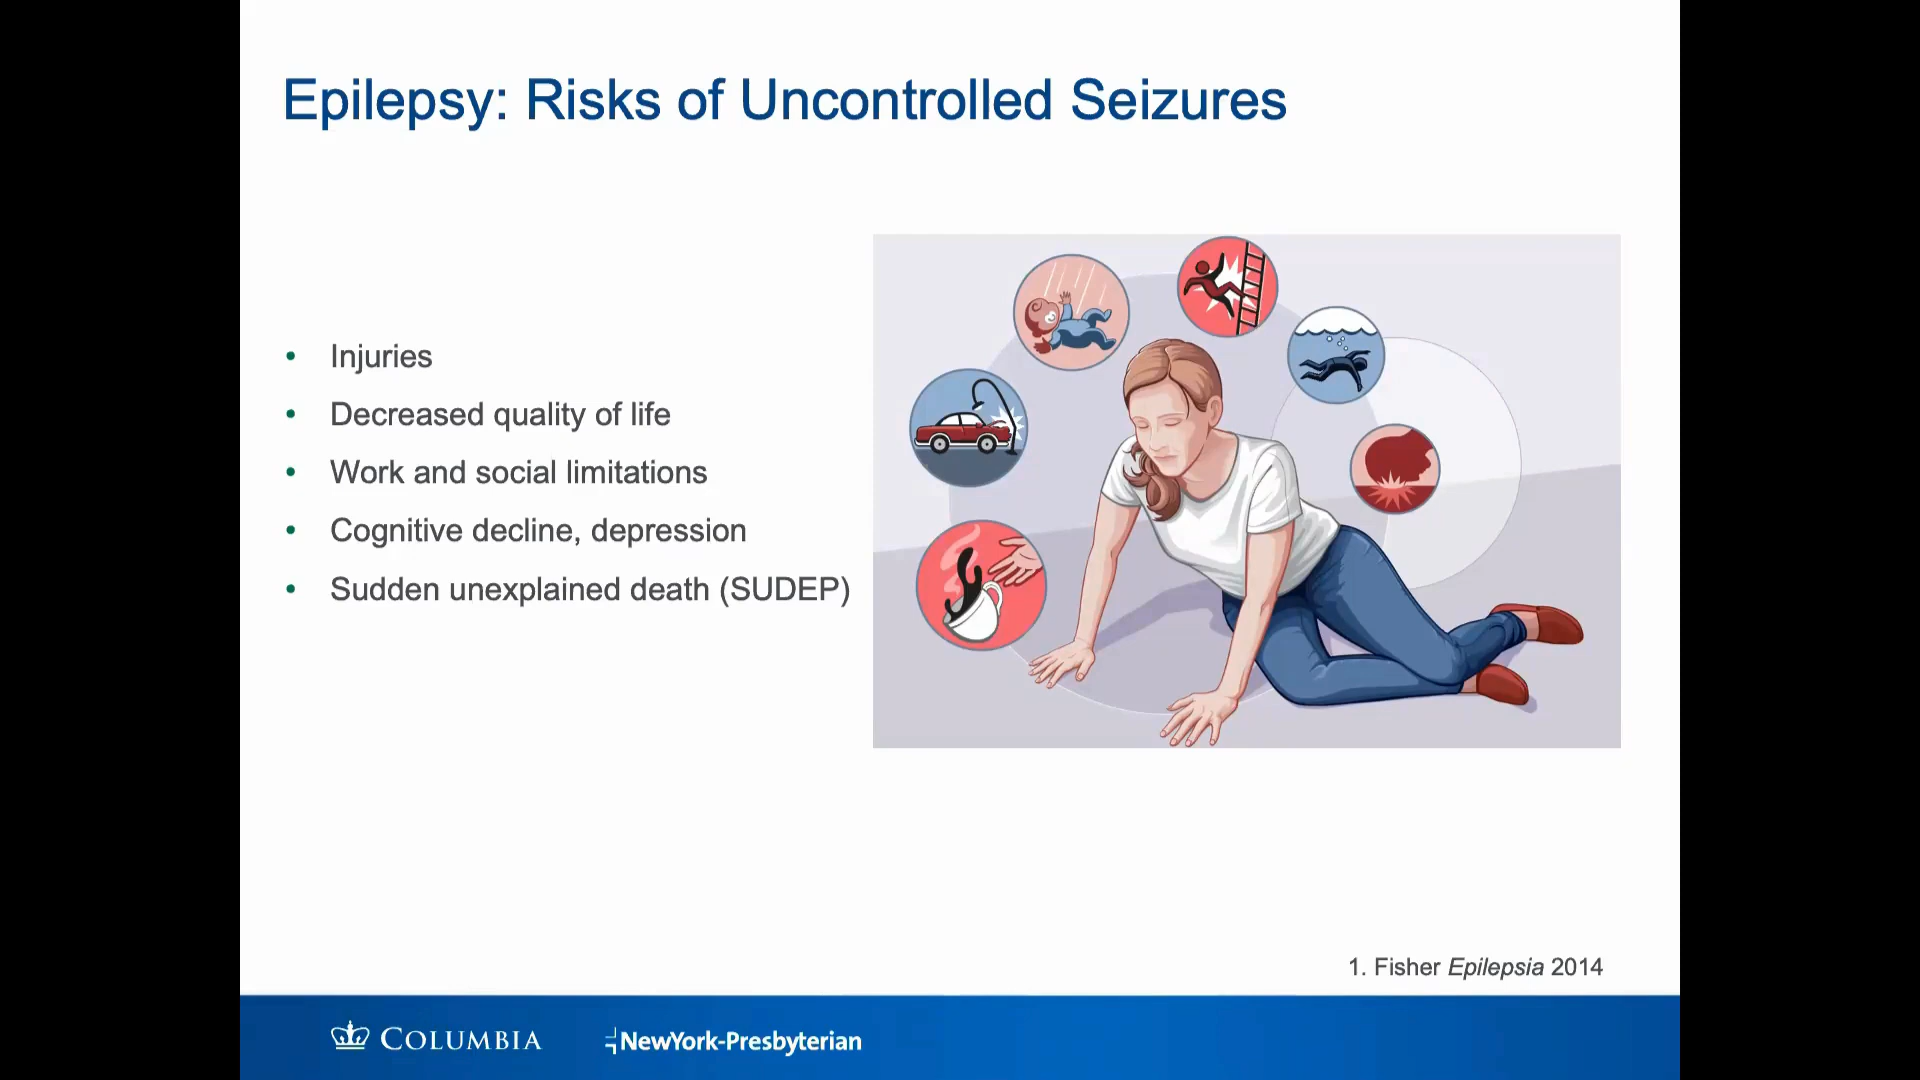 Epilepsy: Risks of Uncontrolled Seizures
• Injuries
• Decreased quality of life
• Work and social limitations
• Cognitive decline, depression
• Sudden unexplained death (SUDEP)
1. Fisher Epilepsia 2014
COLUMBIA
NewYork-Presbyterian